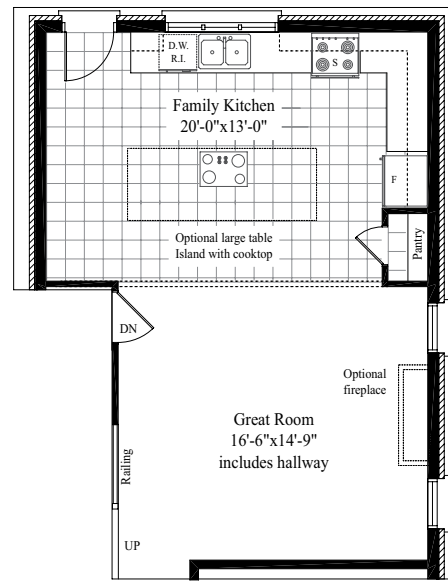 D.W.
R.I.
S
Family Kitchen
20'-0"x13'-0"
F
Optional large table
Island with cooktop
Pantry
DN
Optional
fireplace
Great Room
16'-6"x14'-9"
includes hallway
Railing
UP